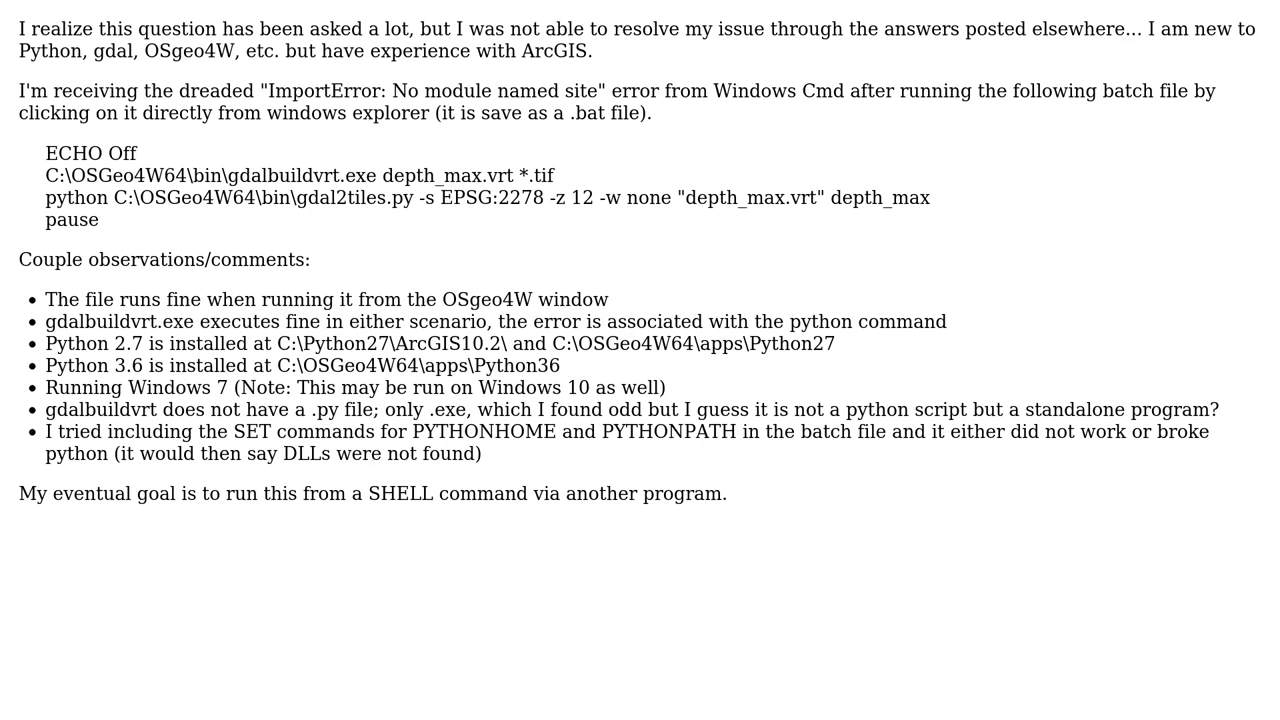 I realize this question has been asked a lot, but I was not able to resolve my issue through the answers posted elsewhere... I am new to
Python, gdal, OSgeo4W, etc. but have experience with ArcGIS.
I'm receiving the dreaded "ImportError: No module named site" error from Windows Cmd after running the following batch file by
clicking on it directly from windows explorer (it is save as a .bat file).
ECHO Off
C:\OSGeo4W64\bin\gdalbuildvrt.exe depth_max.vrt *.tif
python C:\OSGeo4W64\bin\gdal2tiles.py -s EPSG:2278 -z 12 -w none "depth_max.vrt" depth_max
pause
Couple observations/comments:
• The file runs fine when running it from the OSgeo4W window
• gdalbuildvrt.exe executes fine in either scenario, the error is associated with the python command
• Python 2.7 is installed at C:\Python27\ArcGIS10.2\ and C:\OSGeo4W64\apps\Python27
• Python 3.6 is installed at C:\OSGeo4W64\apps\Python36
• Running Windows 7 (Note: This may be run on Windows 10 as well)
• gdalbuildvrt does not have a .py file; only .exe, which I found odd but I guess it is not a python script but a standalone program?
• I tried including the SET commands for PYTHONHOME and PYTHONPATH in the batch file and it either did not work or broke
python (it would then say DLLs were not found)
My eventual goal is to run this from a SHELL command via another program.